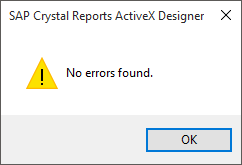 SAP Crystal Reports ActiveX Designer
No errors found.
OK